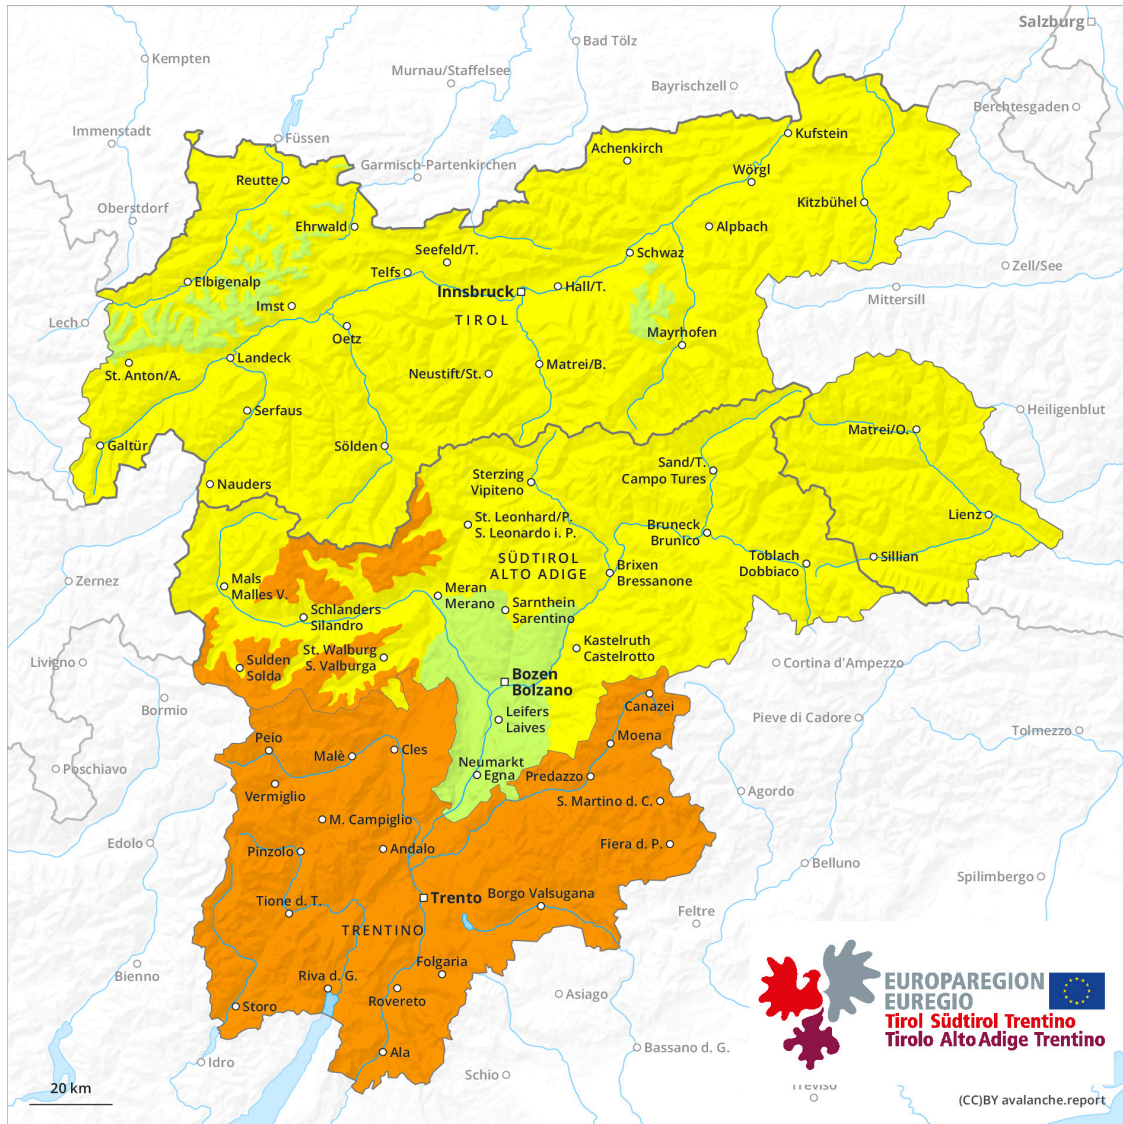 Salzburg
Bad Tölz
Kempten
Murnau/Staffelsee
Bayrischzell
Berchtesgaden
Immenstadt
Füssen
Kufstein
Achenkirch
Garmisch-Partenkirchen
Wörgl
Reutte
Kitzbühel
Oberstdorf
Ehrwald
Alpbach
Seefeld/T.
Schwaz
Telfs
Zell/See
Elbigenalp
Innsbruck
Hall/T.
Mittersill
Imst
TIROL
Lech
Oetz
Mayrhofen
Landeck
Matrei/B.
St. Anton/A.
Neustift/St.
Serfaus
Heiligenblut
Matrei/O.
Galtür
Sölden
Sand/T.
Campo Tures
Sterzing
Vipiteno
Nauders
Lienz
St. Leonhard/P.
S. Leonardo i. P.
Bruneck
Brunico
SÜDTIROL
ALTO ADIGE
Toblach
Dobbiaco
Sillian
Brixen
Bressanone
Zernez
Mals
Malles V.
Meran
Merano
Sarnthein
Sarentino
Schlanders
Silandro
Kastelruth
Castelrotto
St. Walburg
S. Valburga
Livigno
Sulden
Solda
Cortina d'Ampezzo
Bozen
Bolzano
Bormio
Canazei
Leifers
Laives
Pieve di Cadore
Tolmezzo
Peio
Malè
Cles
Moena
Neumarkt
Egna
Poschiavo
Predazzo
Vermiglio
Agordo
S. Martino d. C.
M. Campiglio
Edolo
Pinzolo
Andalo
Fiera d. P.
Belluno
Spilimbergo
Tione d. T.
Trento
Borgo Valsugana
Feltre
TRENTINO
Folgaria
Bienno
Riva d. G.
Rovereto
Asiago
Storo
EUROPAREGION
EUREGIO
Tirol Südtirol Trentino
Tirolo Alto Adige Trentino
Ala
Idro
Bassano d. G.
Schio
Treviso
20 km
(CC)BY avalanche.report